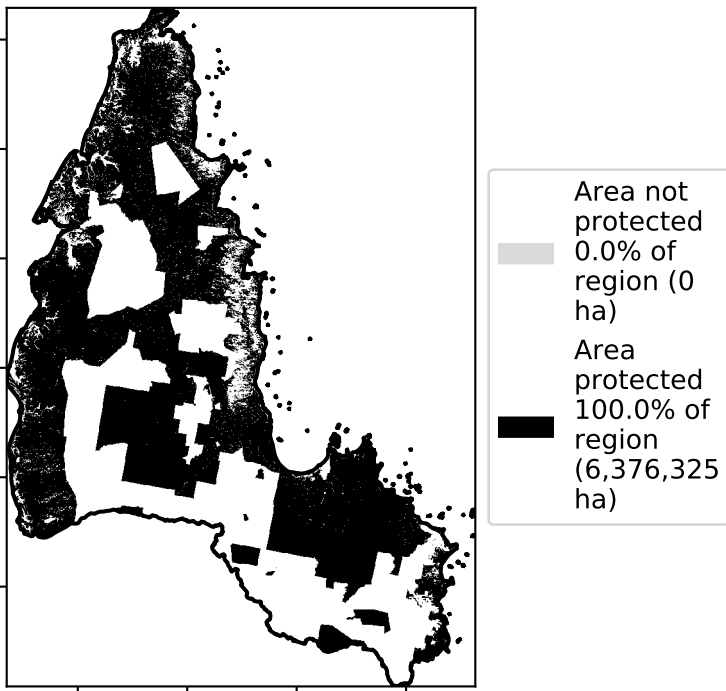 Area not
protected
0.0% of
region (0
ha)
Area
protected
100.0% of
region
(6,376,325
ha)